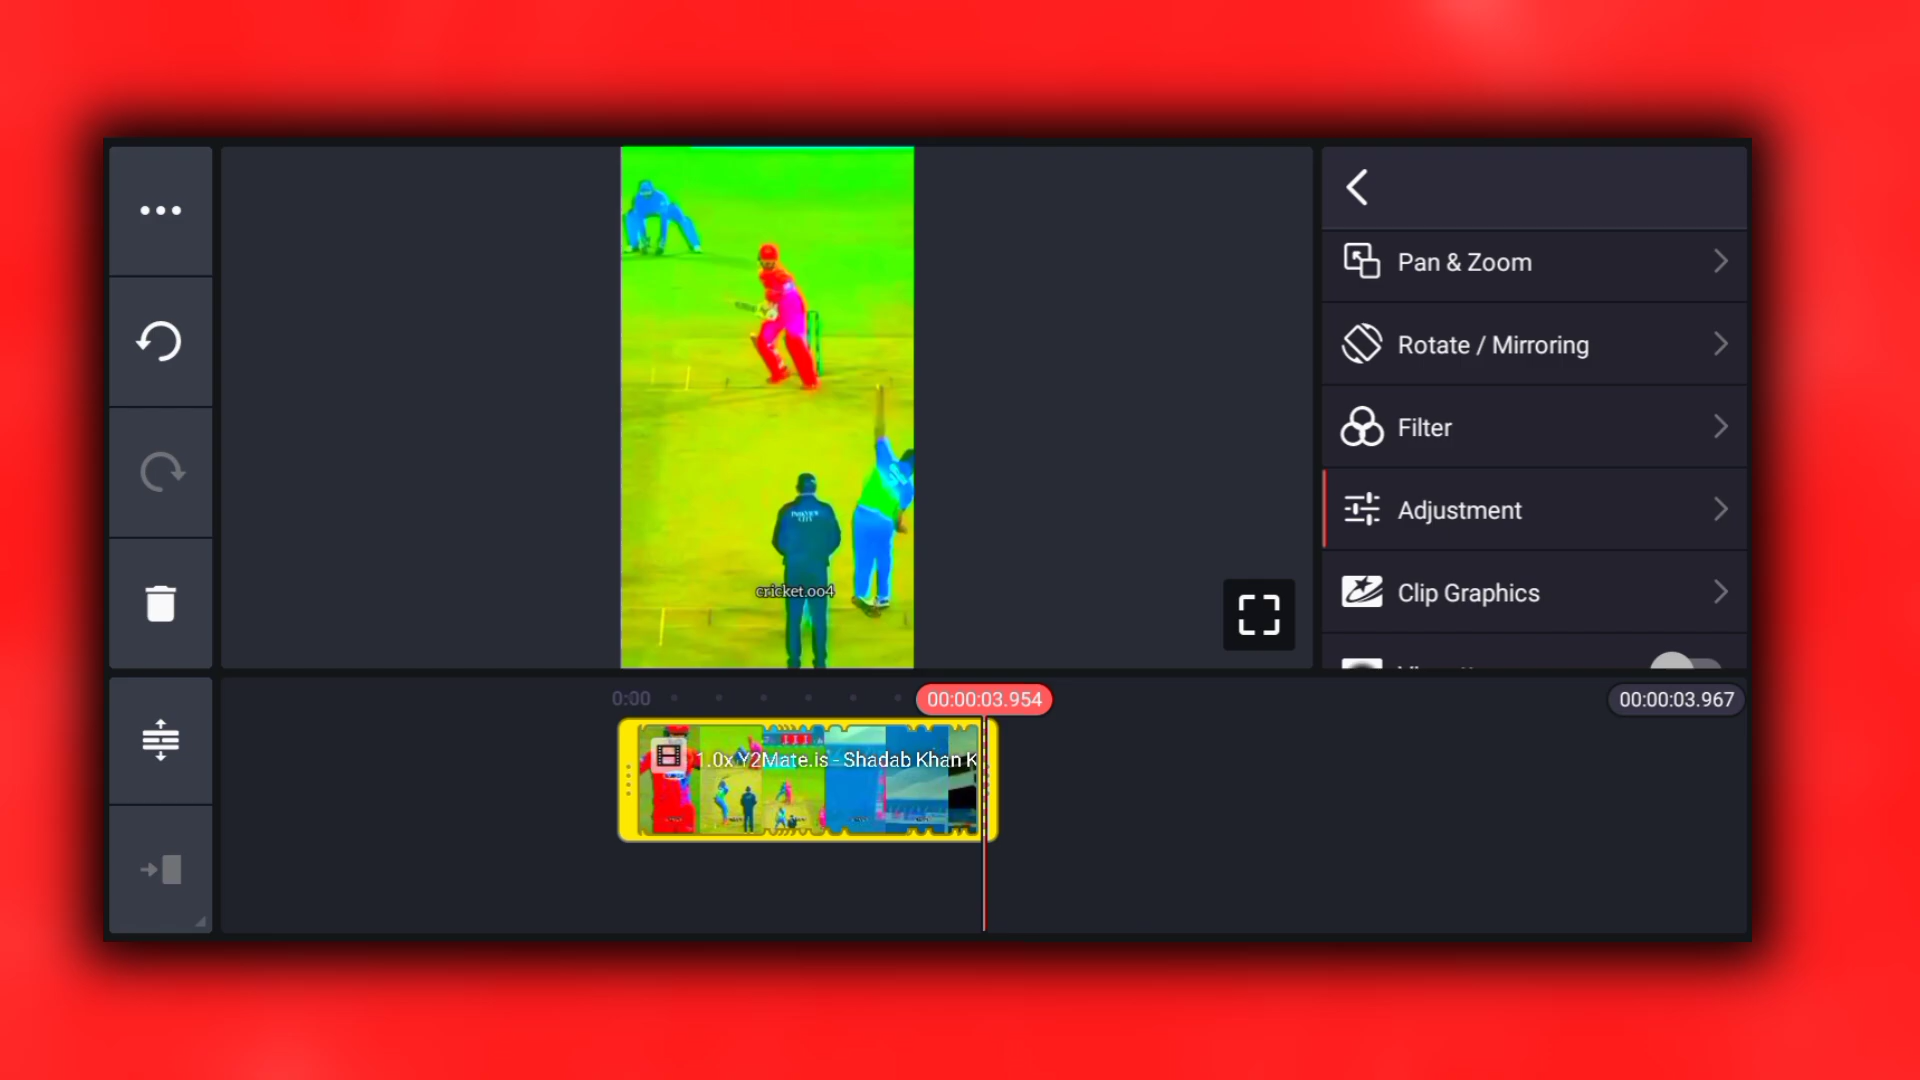 Pan & Zoom
Rotate / Mirroring
Filter
Adjustment
Clip Graphics
cricket.oo4
0:00
00:00:03.954
00:00:03.967
1.0x Y2Mate.is - Shadab Khan K